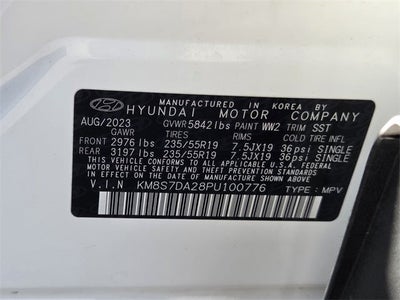 MANUFACTURED IN KOREA BY
HYUNDAI MOTOR COMPANY
AUG/2023 GVWR 5842 lbs PAINT WW2 TRIM SST
GAWR TIRES RIMS COLD TIRE INFL
FRONT 2976 lbs 235/55R19 7.5JX19 36psi SINGLE
REAR 3197 lbs 235/55R19 7.5JX19 36psi SINGLE
THIS VEHICLE CONFORMS TO ALL APPLICABLE U.S.A. FEDERAL
MOTOR VEHICLE SAFETY AND THEFT PREVENTION STANDARDS
IN EFFECT ON THE DATE OF MANUFACTURE SHOWN ABOVE.
V.I.N KM8S7DA28PU100776 TYPE : MPV